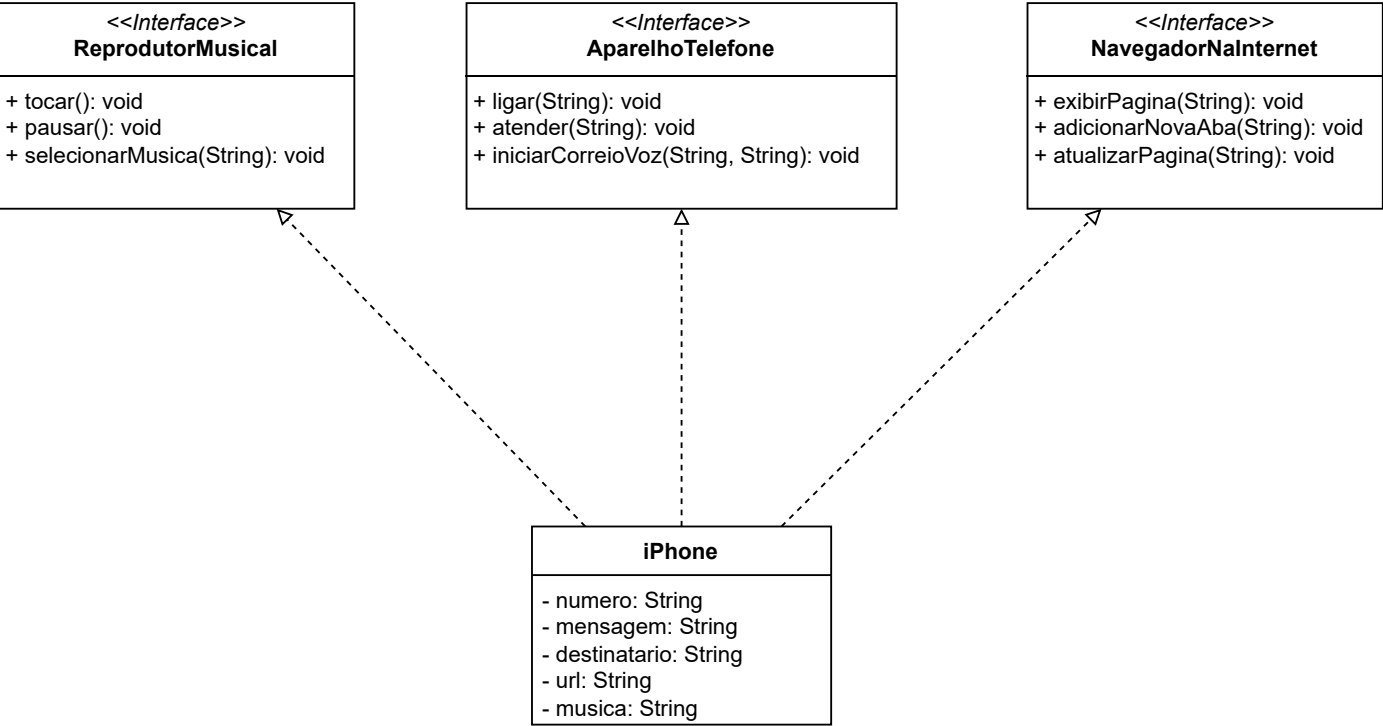 <<Interface>>
ReprodutorMusical
+ tocar(): void
+ pausar(): void
+ selecionarMusica(String): void
<<Interface>>
AparelhoTelefone
+ ligar(String): void
+ atender(String): void
+ iniciarCorreioVoz(String, String): void
<<Interface>>
NavegadorNaInternet
+ exibirPagina(String): void
+ adicionarNovaAba(String): void
+ atualizarPagina(String): void
iPhone
- numero: String
- mensagem: String
- destinatario: String
- url: String
- musica: String